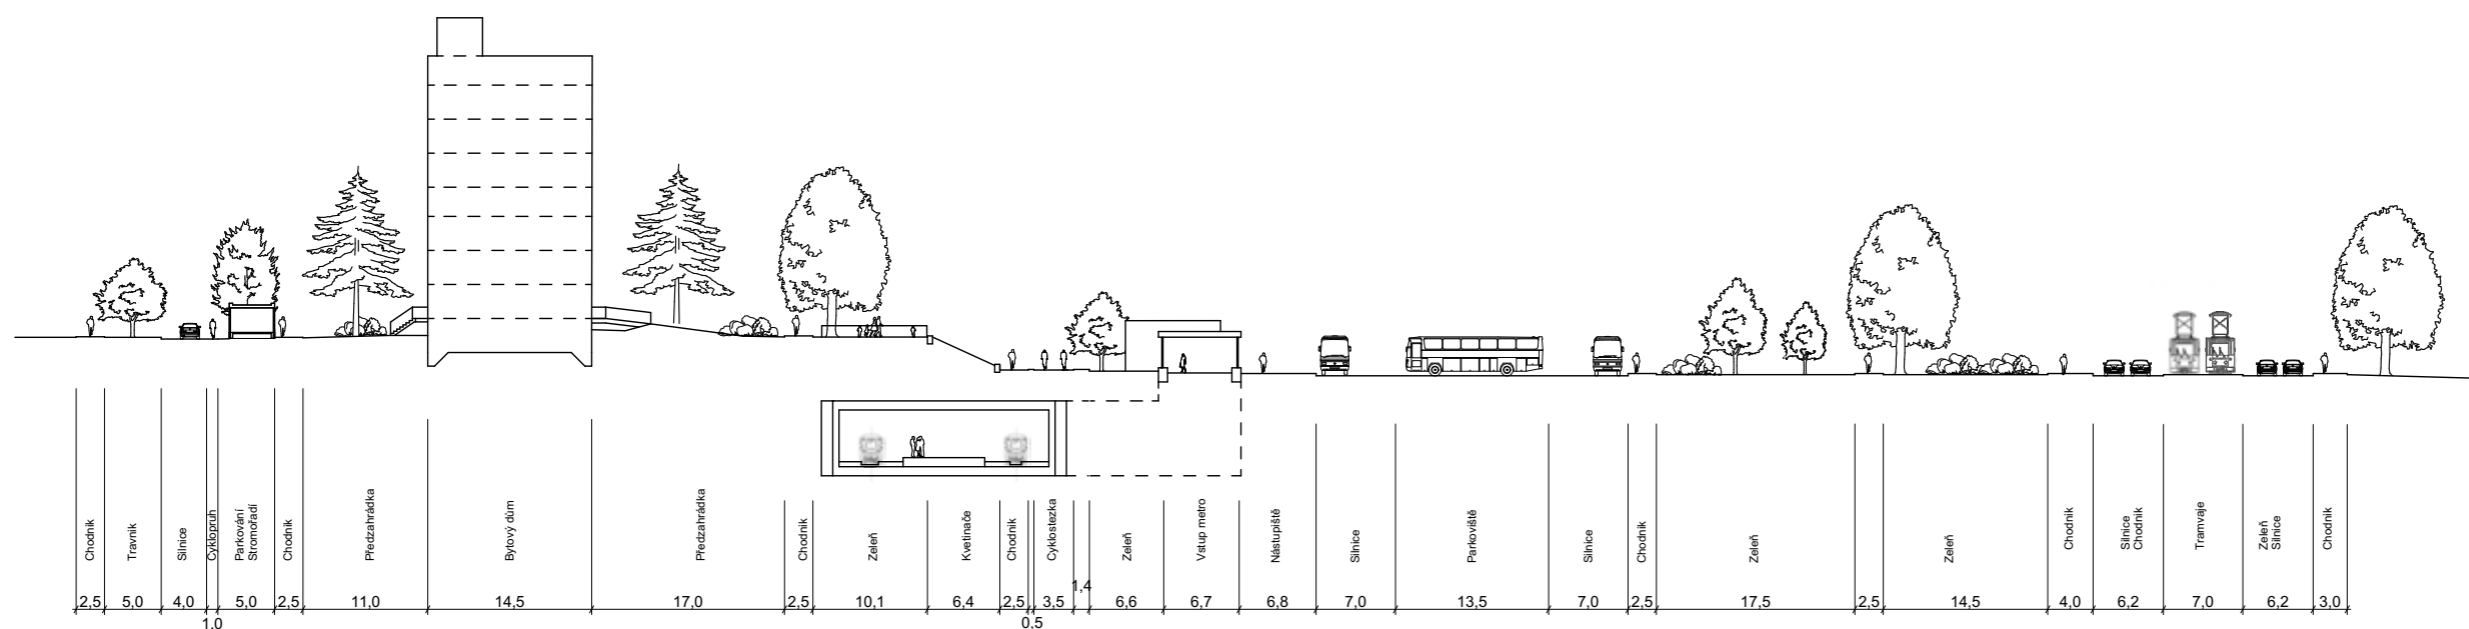 Chodník
Travník
Silnice
Cyklopruh
Parkování
Stromořadí
Chodník
Předzahrádka
Bytový dům
Předzahrádka
Chodník
Zeleň
Kvetinače
Chodník
Cyklostezka
Zeleň
Vstup metro
Nástupiště
Silnice
Parkoviště
Silnice
Chodník
Zeleň
Zeleň
Chodník
Silnice
Chodník
Tramvaje
Zeleň
Silnice
Chodník
1,4
2,5 5,0 4,0 5,0 2,5 11,0 14,5 17,0 2,5 10,1 6,4 2,5 3,5 6,6 6,7 6,8 7,0 13,5 7,0 2,5 17,5 2,5 14,5 4,0 6,2 7,0 6,2 3,0
1,0 0,5